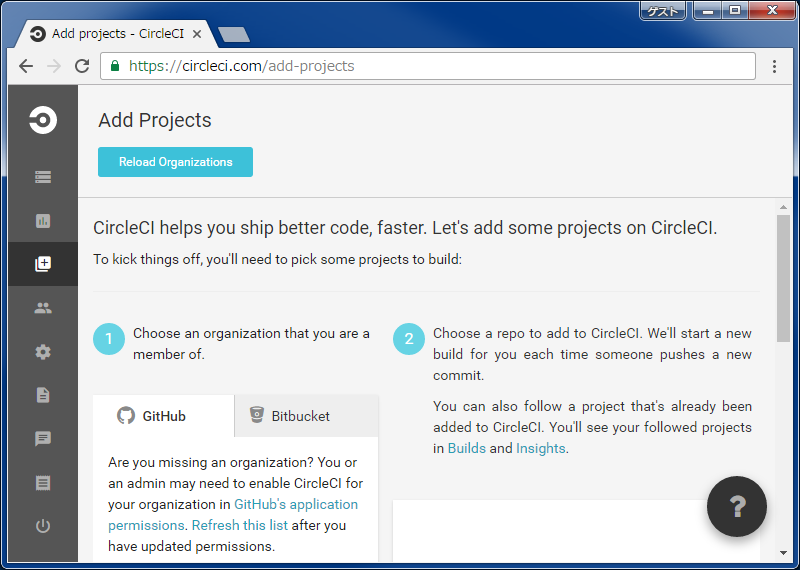 ゲスト
Add projects - CircleCI
https://circleci.com/add-projects
Add Projects
Reload Organizations
CircleCI helps you ship better code, faster. Let's add some projects on CircleCI.
To kick things off, you'll need to pick some projects to build:
1
Choose an organization that you are a
member of.
GitHub
Bitbucket
Are you missing an organization? You or
an admin may need to enable CircleCI for
your organization in GitHub's application
permissions. Refresh this list after you
have updated permissions.
2
Choose a repo to add to CircleCI. We'll start a new
build for you each time someone pushes a new
commit.
You can also follow a project that's already been
added to CircleCI. You'll see your followed projects
in Builds and Insights.
?